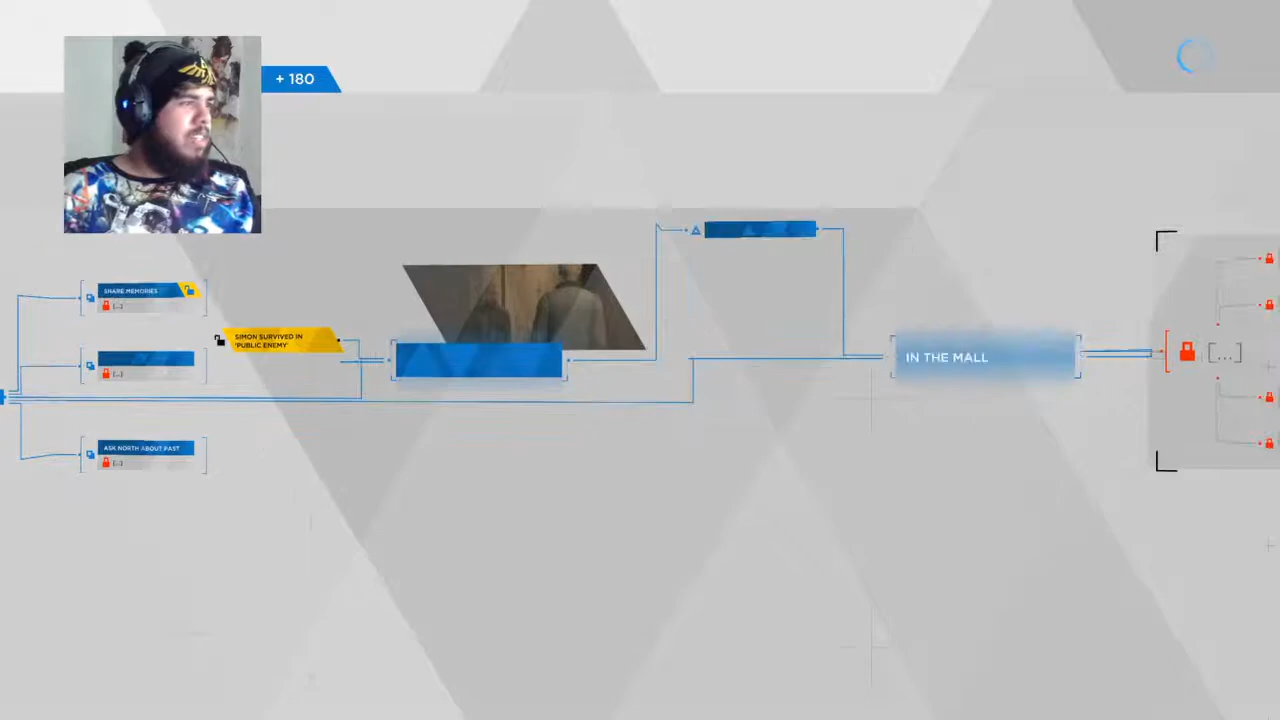 + 180
SHARE MEMORIES
[...]
SIMON SURVIVED IN
'PUBLIC ENEMY'
[...]
IN THE MALL
[...]
ASK NORTH ABOUT PAST
[...]